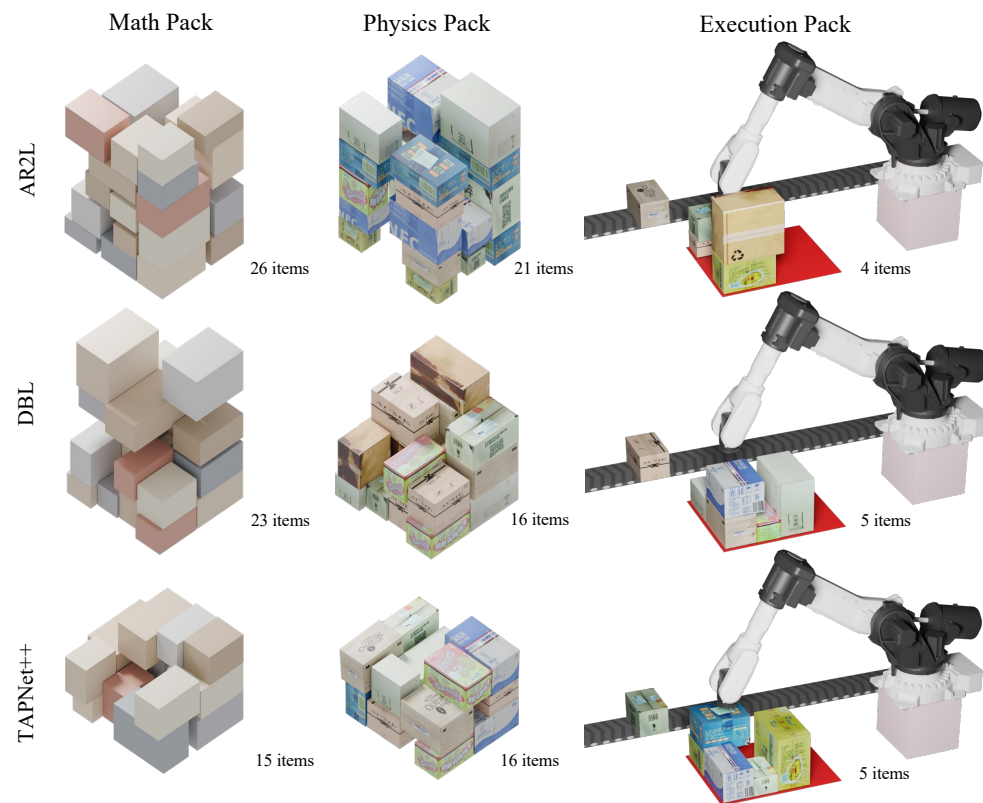 Math Pack
Physics Pack
Execution Pack
AR2L
26 items
21 items
4 items
DBL
23 items
16 items
5 items
TAPNet++
15 items
16 items
5 items